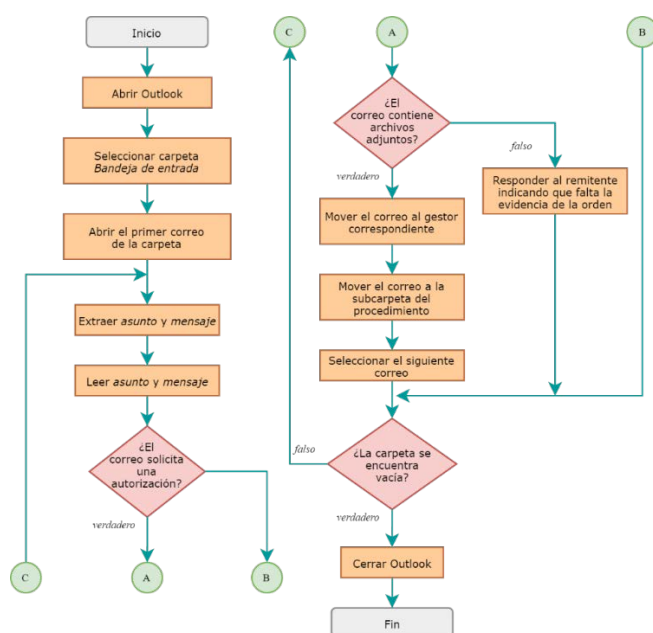 Inicio
Abrir Outlook
Seleccionar carpeta
Bandeja de entrada
Abrir el primer correo
de la carpeta
Extraer asunto y mensaje
Leer asunto y mensaje
¿El
correo solicita
una
autorización?
verdadero
C
A
B
C
A
B
¿El
correo contiene
archivos
adjuntos?
falso
verdadero
Responder al remitente
indicando que falta la
evidencia de la orden
Mover el correo al gestor
correspondiente
Mover el correo a la
subcarpeta del
procedimiento
Seleccionar el siguiente
correo
¿La carpeta se
encuentra
vacía?
falso
verdadero
Cerrar Outlook
Fin